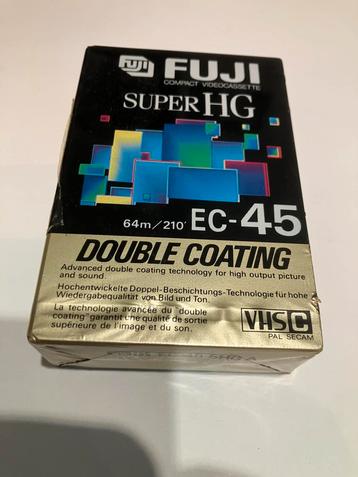 FUJI
FUJI
COMPACT VIDEOCASSETTE
SUPER HG
64m/210' EC-45
DOUBLE COATING
Advanced double coating technology for high output picture
and sound.
Hochentwickelte Doppel-Beschichtungs-Technologie für hohe
Wiedergabequalität von Bild und Ton.
La technologie avancée du "double
coating" garantit une qualité de sortie
supérieure de l'image et du son.
VHS C
PAL SECAM